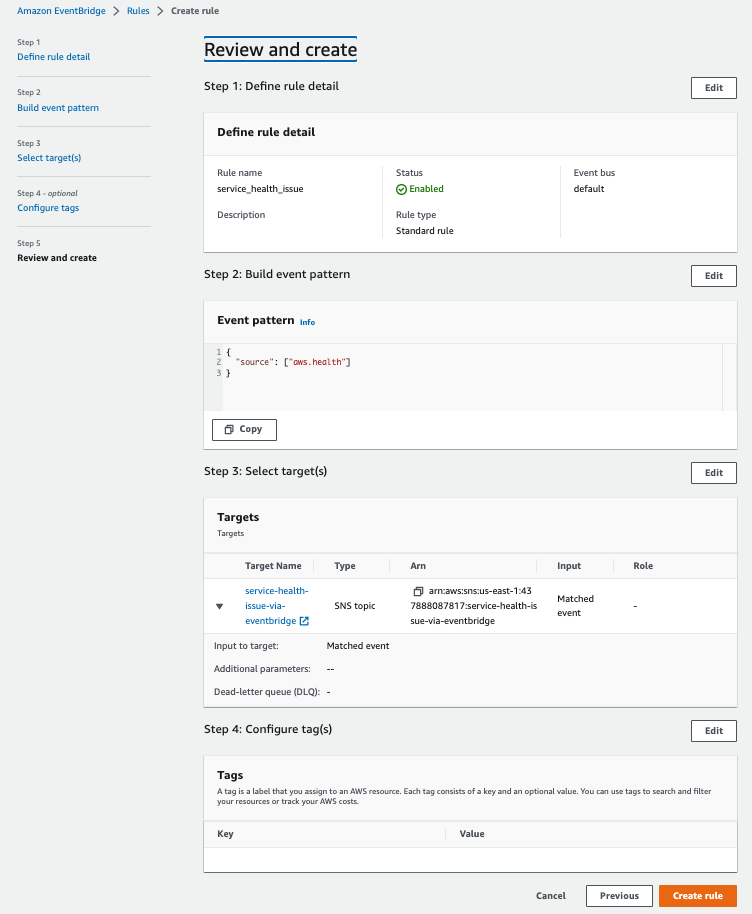 Amazon EventBridge > Rules > Create rule
Step 1
Define rule detail
Step 2
Build event pattern
Step 3
Select target(s)
Step 4 - optional
Configure tags
Step 5
Review and create
Review and create
Step 1: Define rule detail
Edit
Define rule detail
Rule name
service_health_issue
Status
Enabled
Event bus
default
Description
Rule type
Standard rule
Step 2: Build event pattern
Edit
Event pattern Info
1 {
2 "source": ["aws.health"]
3 }
Copy
Step 3: Select target(s)
Edit
Targets
Targets
Target Name Type Arn Input Role
service-health-
issue-via-
eventbridge
SNS topic
arn:aws:sns:us-east-1:43
7888087817:service-health-is
sue-via-eventbridge
Matched
event
-
Input to target: Matched event
Additional parameters: --
Dead-letter queue (DLQ): -
Step 4: Configure tag(s)
Edit
Tags
A tag is a label that you assign to an AWS resource. Each tag consists of a key and an optional value. You can use tags to search and filter
your resources or track your AWS costs.
Key Value
Cancel Previous Create rule